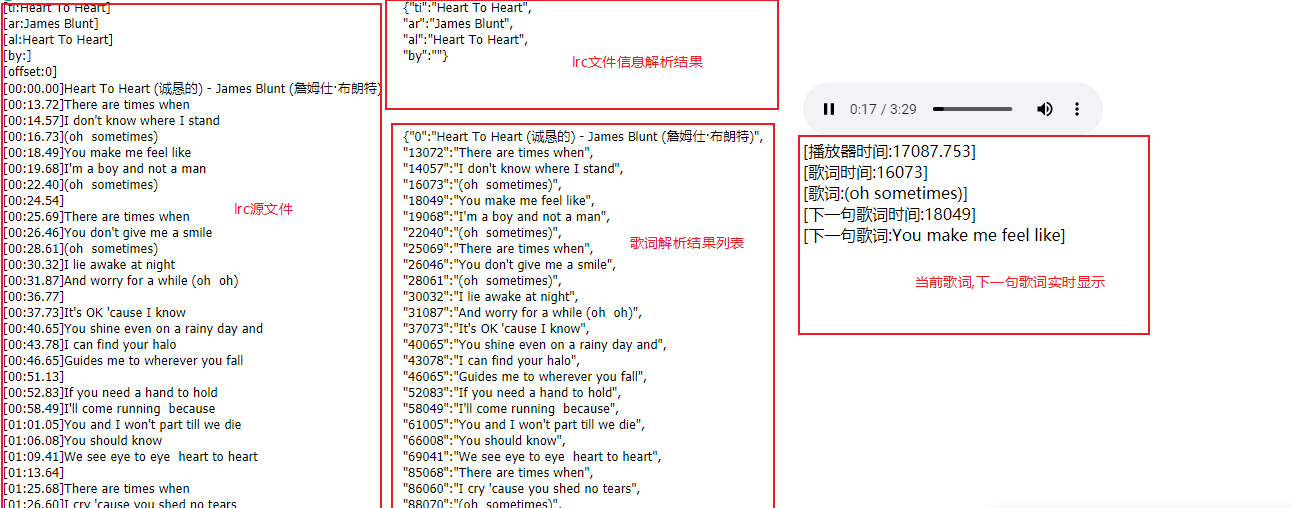 [ti:Heart To Heart]
[ar:James Blunt]
[al:Heart To Heart]
[by:]
[offset:0]
[00:00.00]Heart To Heart (诚恳的) - James Blunt (詹姆仕·布朗特)
[00:13.72]There are times when
[00:14.57]I don't know where I stand
[00:16.73](oh  sometimes)
[00:18.49]You make me feel like
[00:19.68]I'm a boy and not a man
[00:22.40](oh  sometimes)
[00:24.54]
[00:25.69]There are times when
[00:26.46]You don't give me a smile
[00:28.61](oh  sometimes)
[00:30.32]I lie awake at night
[00:31.87]And worry for a while (oh  oh)
[00:36.77]
[00:37.73]It's OK 'cause I know
[00:40.65]You shine even on a rainy day and
[00:43.78]I can find your halo
[00:46.65]Guides me to wherever you fall
[00:51.13]
[00:52.83]If you need a hand to hold
[00:58.49]I'll come running  because
[01:01.05]You and I won't part till we die
[01:06.08]You should know
[01:09.41]We see eye to eye  heart to heart
[01:13.64]
[01:25.68]There are times when
[01:26.60]I cry 'cause you shed no tears
lrc源文件
{"ti":"Heart To Heart",
"ar":"James Blunt",
"al":"Heart To Heart",
"by":""}
lrc文件信息解析结果
{"0":"Heart To Heart (诚恳的) - James Blunt (詹姆仕·布朗特)",
"13072":"There are times when",
"14057":"I don't know where I stand",
"16073":"(oh  sometimes)",
"18049":"You make me feel like",
"19068":"I'm a boy and not a man",
"22040":"(oh  sometimes)",
"25069":"There are times when",
"26046":"You don't give me a smile",
"28061":"(oh  sometimes)",
"30032":"I lie awake at night",
"31087":"And worry for a while (oh  oh)",
"37073":"It's OK 'cause I know",
"40065":"You shine even on a rainy day and",
"43078":"I can find your halo",
"46065":"Guides me to wherever you fall",
"52083":"If you need a hand to hold",
"58049":"I'll come running  because",
"61005":"You and I won't part till we die",
"66008":"You should know",
"69041":"We see eye to eye  heart to heart",
"85068":"There are times when",
"86060":"I cry 'cause you shed no tears",
"88070":"(oh  sometimes)",
歌词解析结果列表
0:17 / 3:29
[播放器时间:17087.753]
[歌词时间:16073]
[歌词:(oh sometimes)]
[下一句歌词时间:18049]
[下一句歌词:You make me feel like]
当前歌词,下一句歌词实时显示